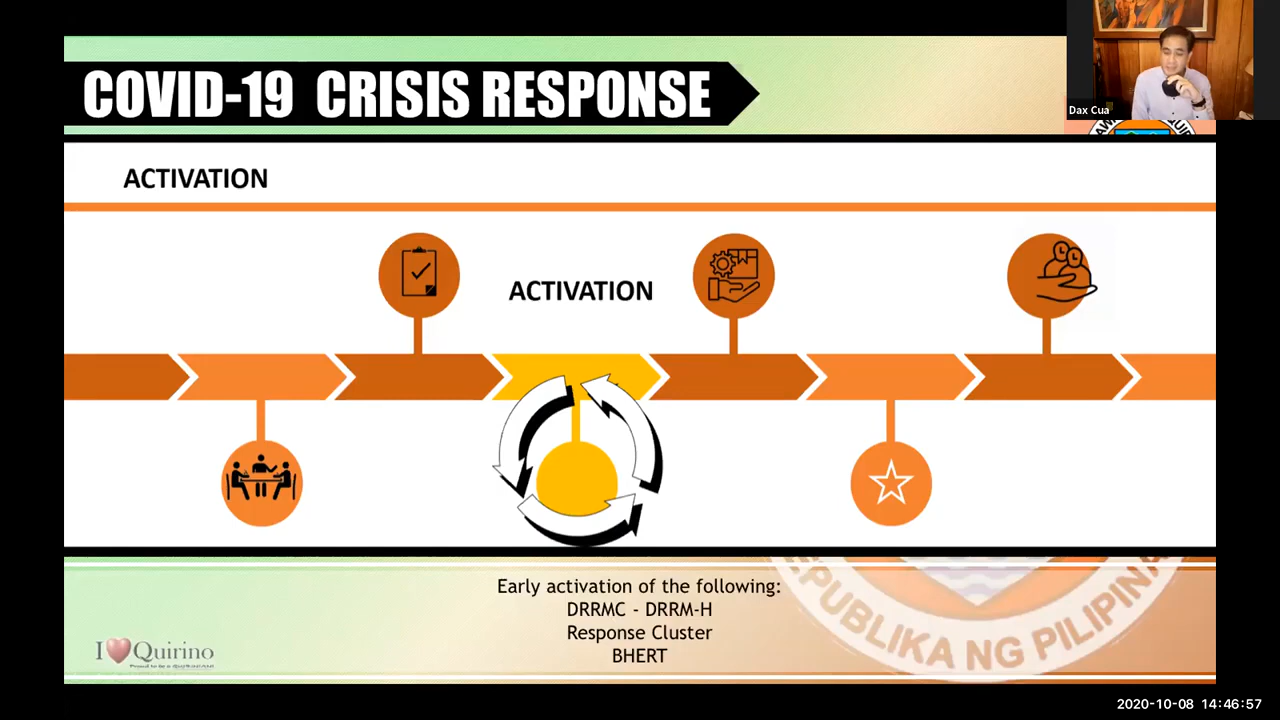 COVID-19 CRISIS RESPONSE
Dax Cua
ACTIVATION
ACTIVATION
Early activation of the following:
DRRMC - DRRM-H
Response Cluster
BHERT
I Quirino
PUBLIKA NG PILIPINA
2020-10-08 14:46:57